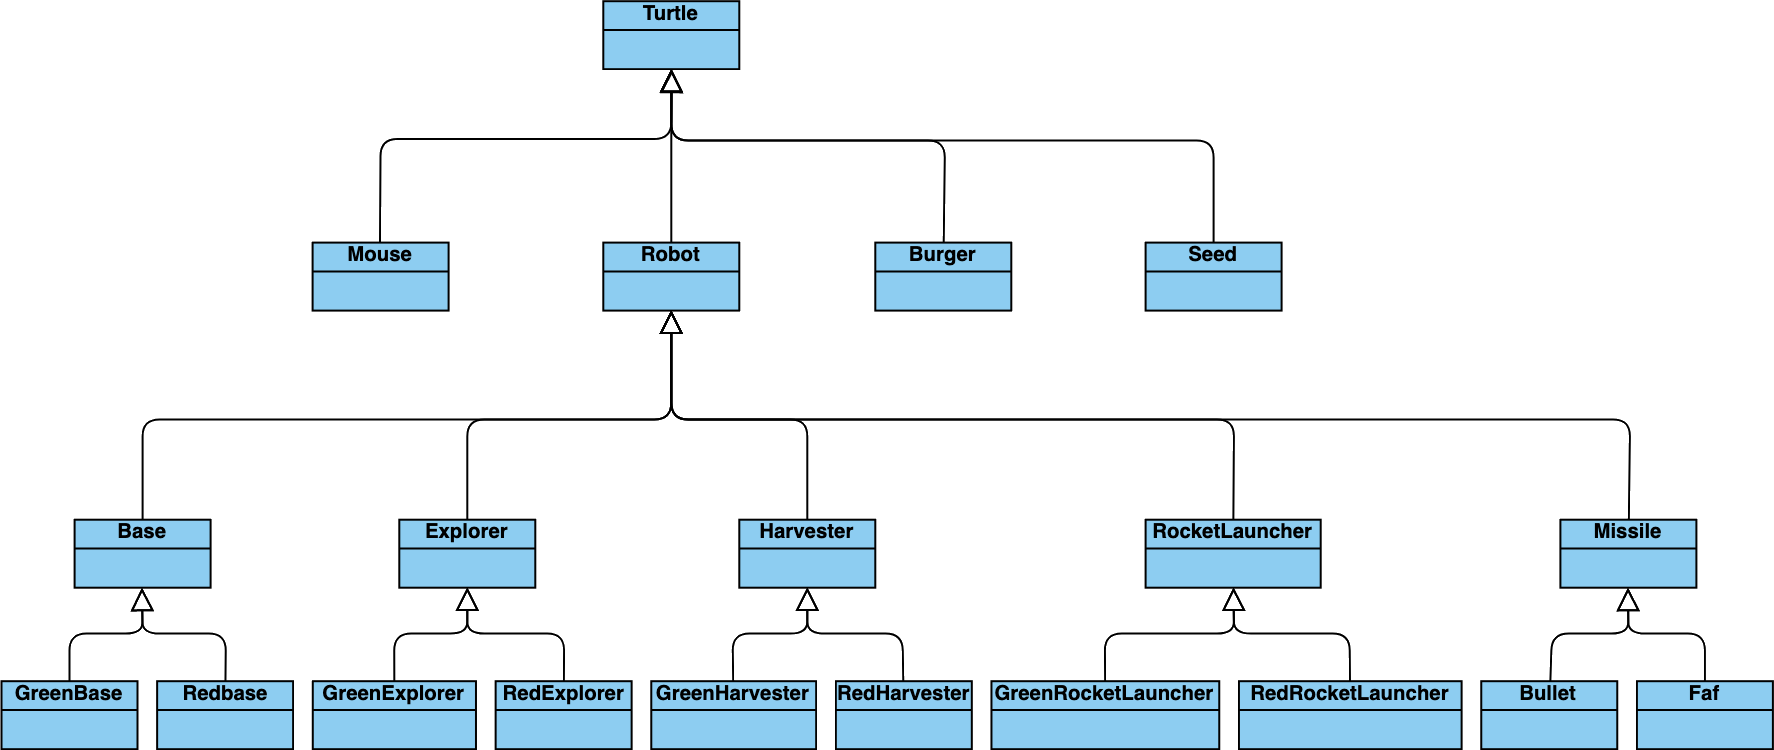 Turtle
Mouse
Robot
Burger
Seed
Base
Explorer
Harvester
RocketLauncher
Missile
GreenBase
Redbase
GreenExplorer
RedExplorer
GreenHarvester
RedHarvester
GreenRocketLauncher
RedRocketLauncher
Bullet
Faf